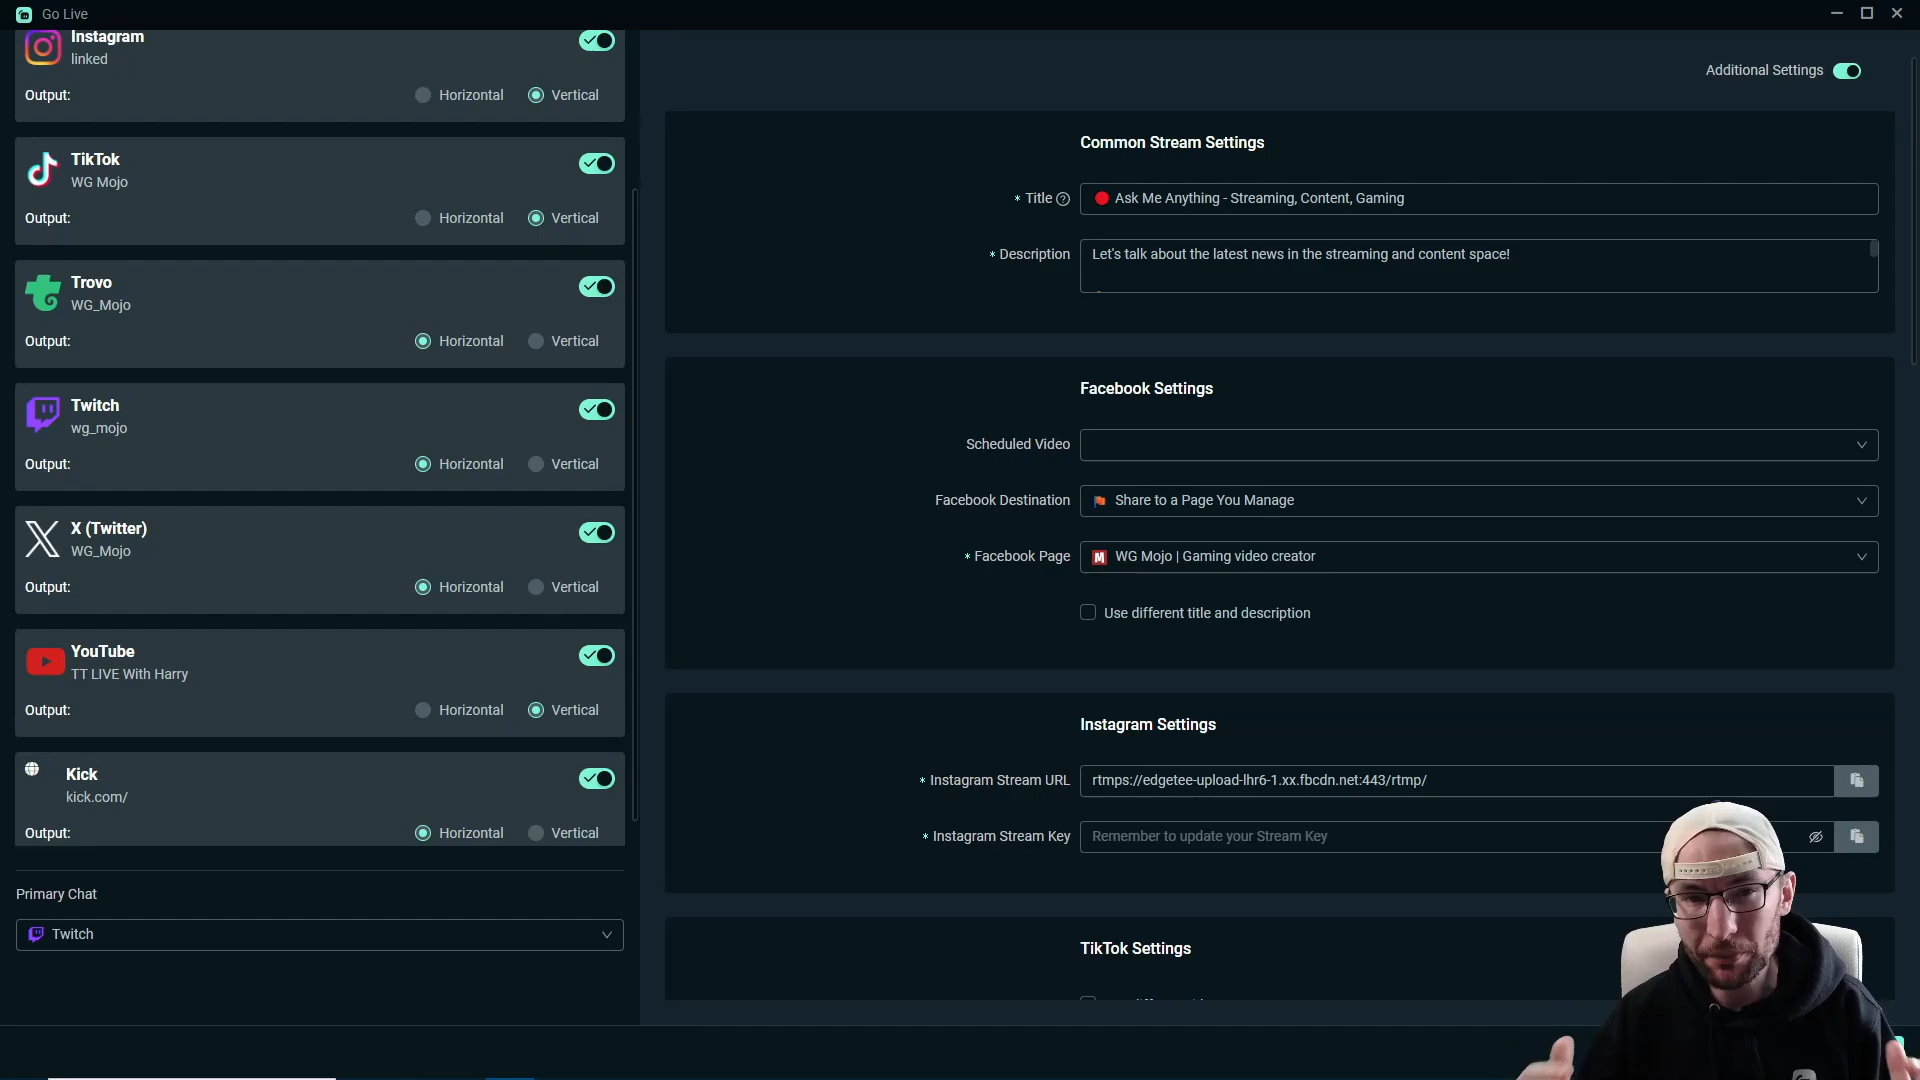 Go Live
Instagram
linked
Output:
Horizontal
Vertical
TikTok
WG Mojo
Output:
Horizontal
Vertical
Trovo
WG_Mojo
Output:
Horizontal
Vertical
Twitch
wg_mojo
Output:
Horizontal
Vertical
X (Twitter)
WG_Mojo
Output:
Horizontal
Vertical
YouTube
TT LIVE With Harry
Output:
Horizontal
Vertical
Kick
kick.com/
Output:
Horizontal
Vertical
Primary Chat
Twitch
Additional Settings
Common Stream Settings
* Title ?
Ask Me Anything - Streaming, Content, Gaming
* Description
Let's talk about the latest news in the streaming and content space!
Facebook Settings
Scheduled Video
Facebook Destination
Share to a Page You Manage
* Facebook Page
M WG Mojo | Gaming video creator
Use different title and description
Instagram Settings
* Instagram Stream URL
rtmps://edgetee-upload-lhr6-1.xx.fbcdn.net:443/rtmp/
* Instagram Stream Key
Remember to update your Stream Key
TikTok Settings